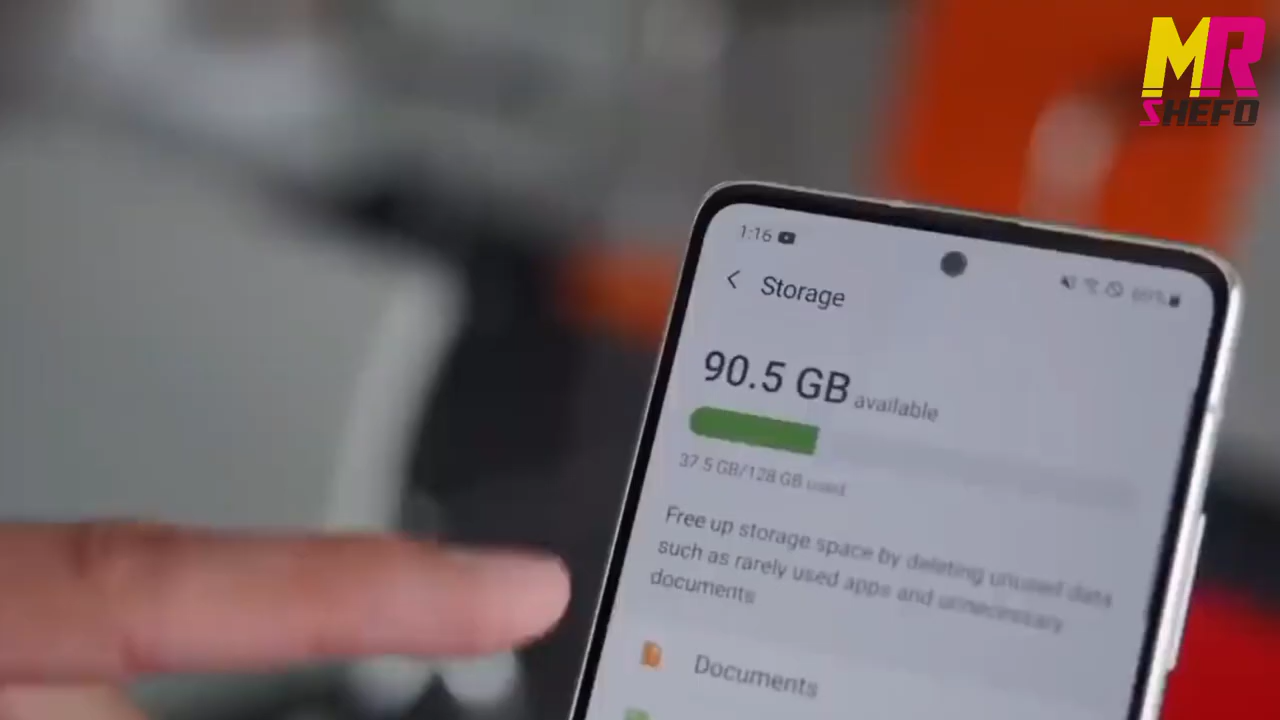 MR
SHEFO
1:16
Storage
90.5 GB available
37.5 GB/128 GB used
Free up storage space by deleting unused data
such as rarely used apps and unnecessary
documents
Documents